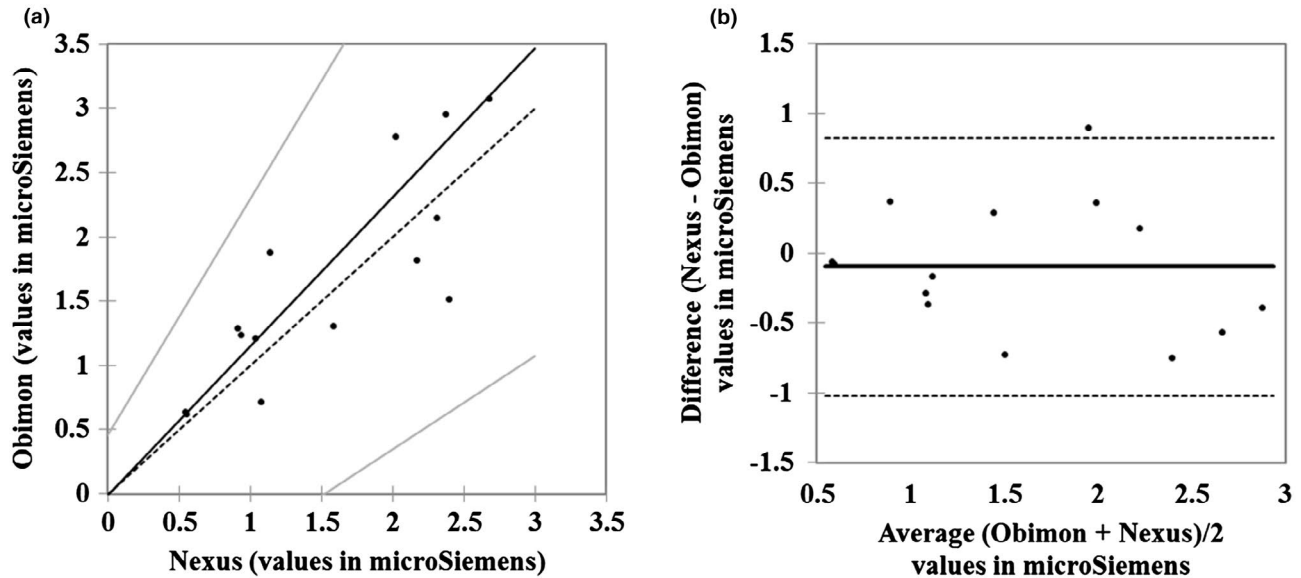 (a)
3.5
3
2.5
2
1.5
1
0.5
0
Obimon (values in microSiemens)
0 0.5 1 1.5 2 2.5 3 3.5
Nexus (values in microSiemens)
(b)
1.5
1
0.5
0
-0.5
-1
-1.5
Difference (Nexus - Obimon)
values in microSiemens
0.5 1 1.5 2 2.5 3
Average (Obimon + Nexus)/2
values in microSiemens